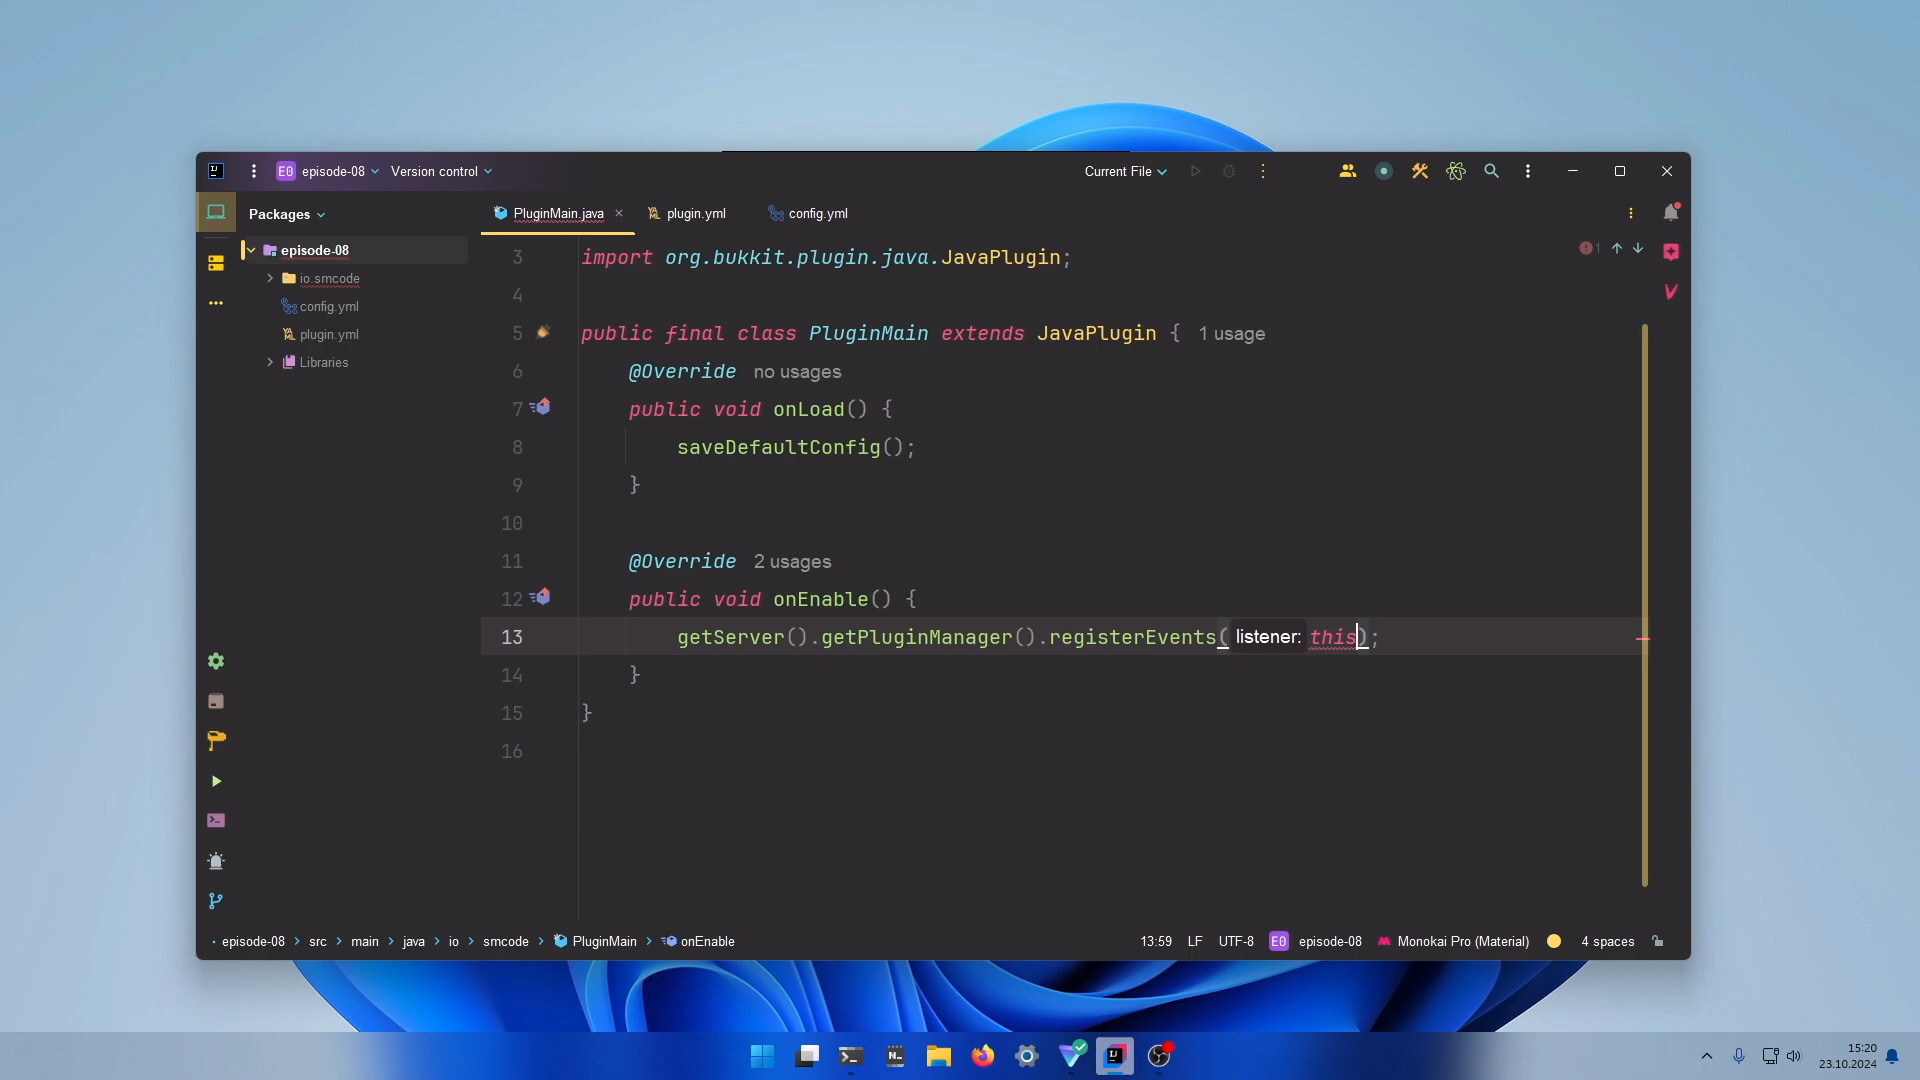 E0 episode-08 Version control Current File
Packages
PluginMain.java plugin.yml config.yml
episode-08
io.smcode
config.yml
plugin.yml
Libraries
1
3 import org.bukkit.plugin.java.JavaPlugin;
4
5 public final class PluginMain extends JavaPlugin { 1 usage
6 @Override no usages
7 public void onLoad() {
8 saveDefaultConfig();
9 }
10
11 @Override 2 usages
12 public void onEnable() {
13 getServer().getPluginManager().registerEvents( listener: this);
14 }
15 }
16
episode-08 > src > main > java > io > smcode > PluginMain > onEnable 13:59 LF UTF-8 E0 episode-08 Monokai Pro (Material) 4 spaces
15:20
23.10.2024